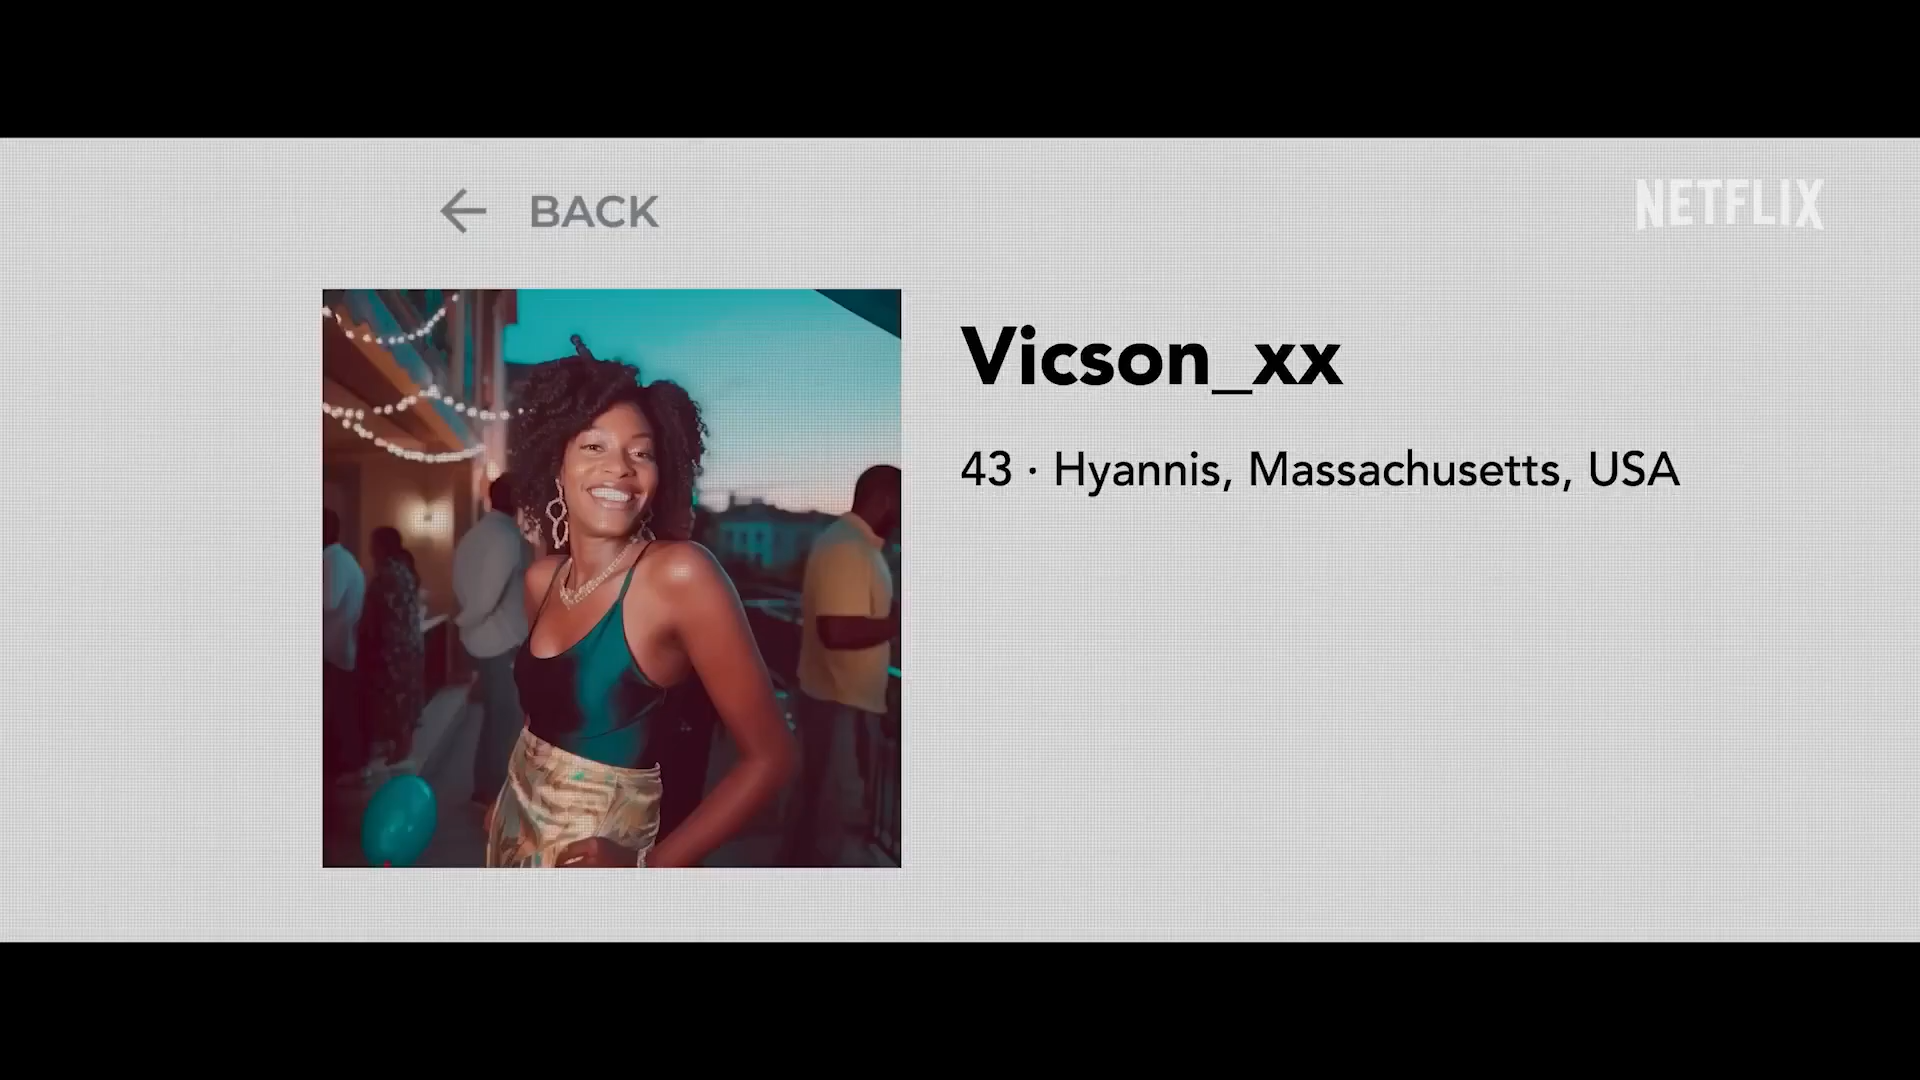 ← BACK
NETFLIX
Vicson_xx
43 · Hyannis, Massachusetts, USA